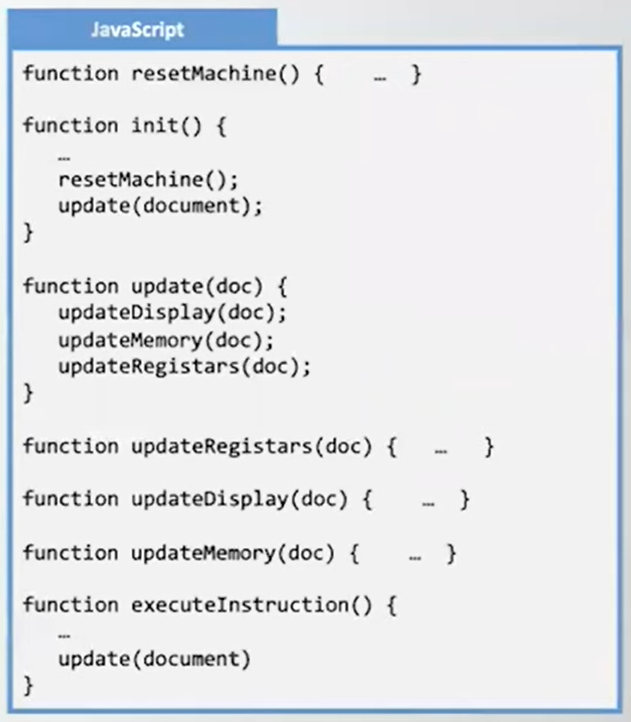 JavaScript
function resetMachine() {    …  }
function init() {
…
resetMachine();
update(document);
}
function update(doc) {
updateDisplay(doc);
updateMemory(doc);
updateRegistars(doc);
}
function updateRegistars(doc) {   …   }
function updateDisplay(doc) {    …  }
function updateMemory(doc) {    …  }
function executeInstruction() {
…
update(document)
}